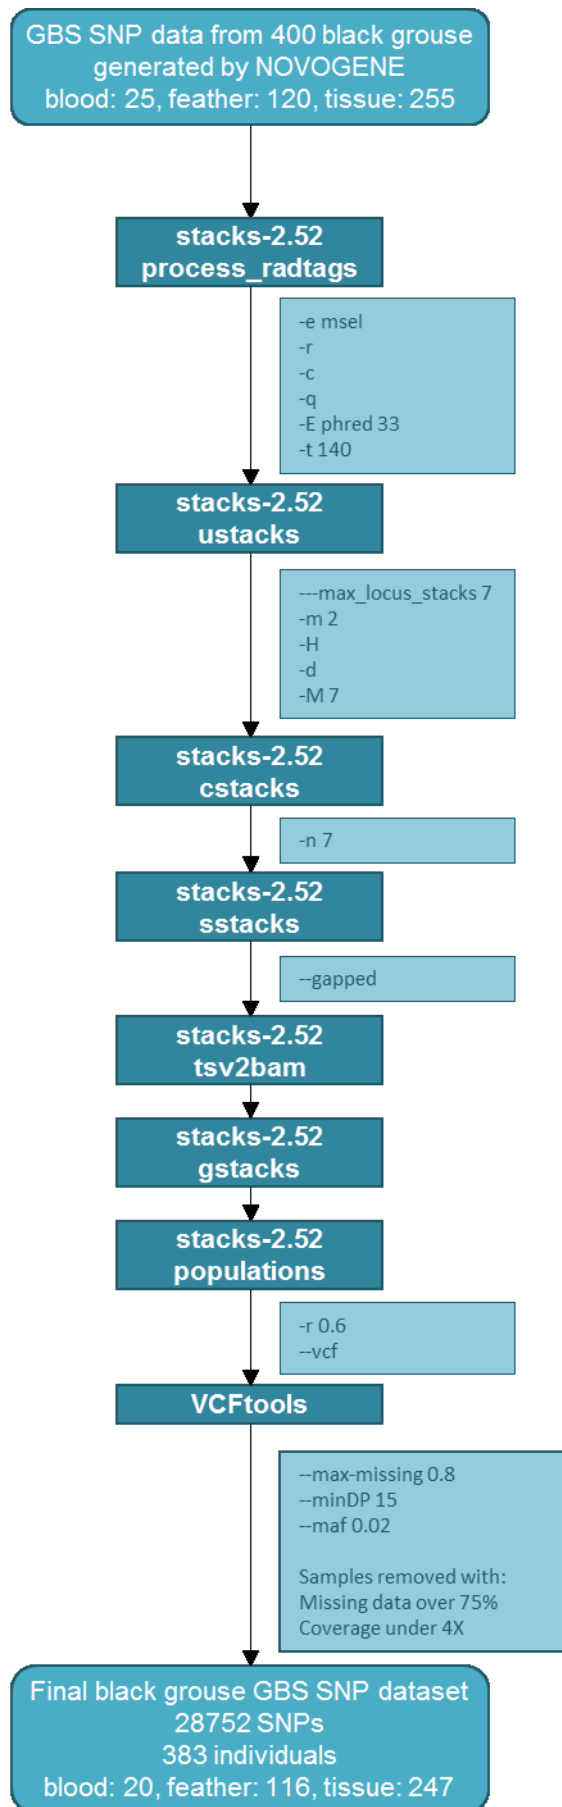 GBS SNP data from 400 black grouse
generated by NOVOGENE
blood: 25, feather: 120, tissue: 255
stacks-2.52
process_radtags
-e msel
-r
-c
-q
-E phred 33
-t 140
stacks-2.52
ustacks
---max_locus_stacks 7
-m 2
-H
-d
-M 7
stacks-2.52
cstacks
-n 7
stacks-2.52
sstacks
--gapped
stacks-2.52
tsv2bam
stacks-2.52
gstacks
stacks-2.52
populations
-r 0.6
--vcf
VCFtools
--max-missing 0.8
--minDP 15
--maf 0.02
Samples removed with:
Missing data over 75%
Coverage under 4X
Final black grouse GBS SNP dataset
28752 SNPs
383 individuals
blood: 20, feather: 116, tissue: 247